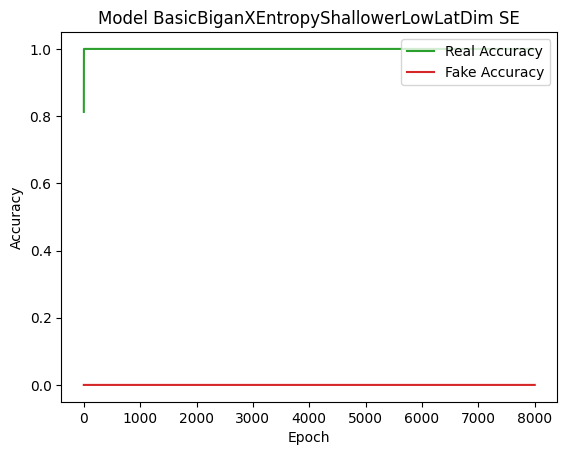 Model BasicBiganXEntropyShallowerLowLatDim SE
Real Accuracy
Fake Accuracy
Accuracy
1.0
0.8
0.6
0.4
0.2
0.0
0 1000 2000 3000 4000 5000 6000 7000 8000
Epoch